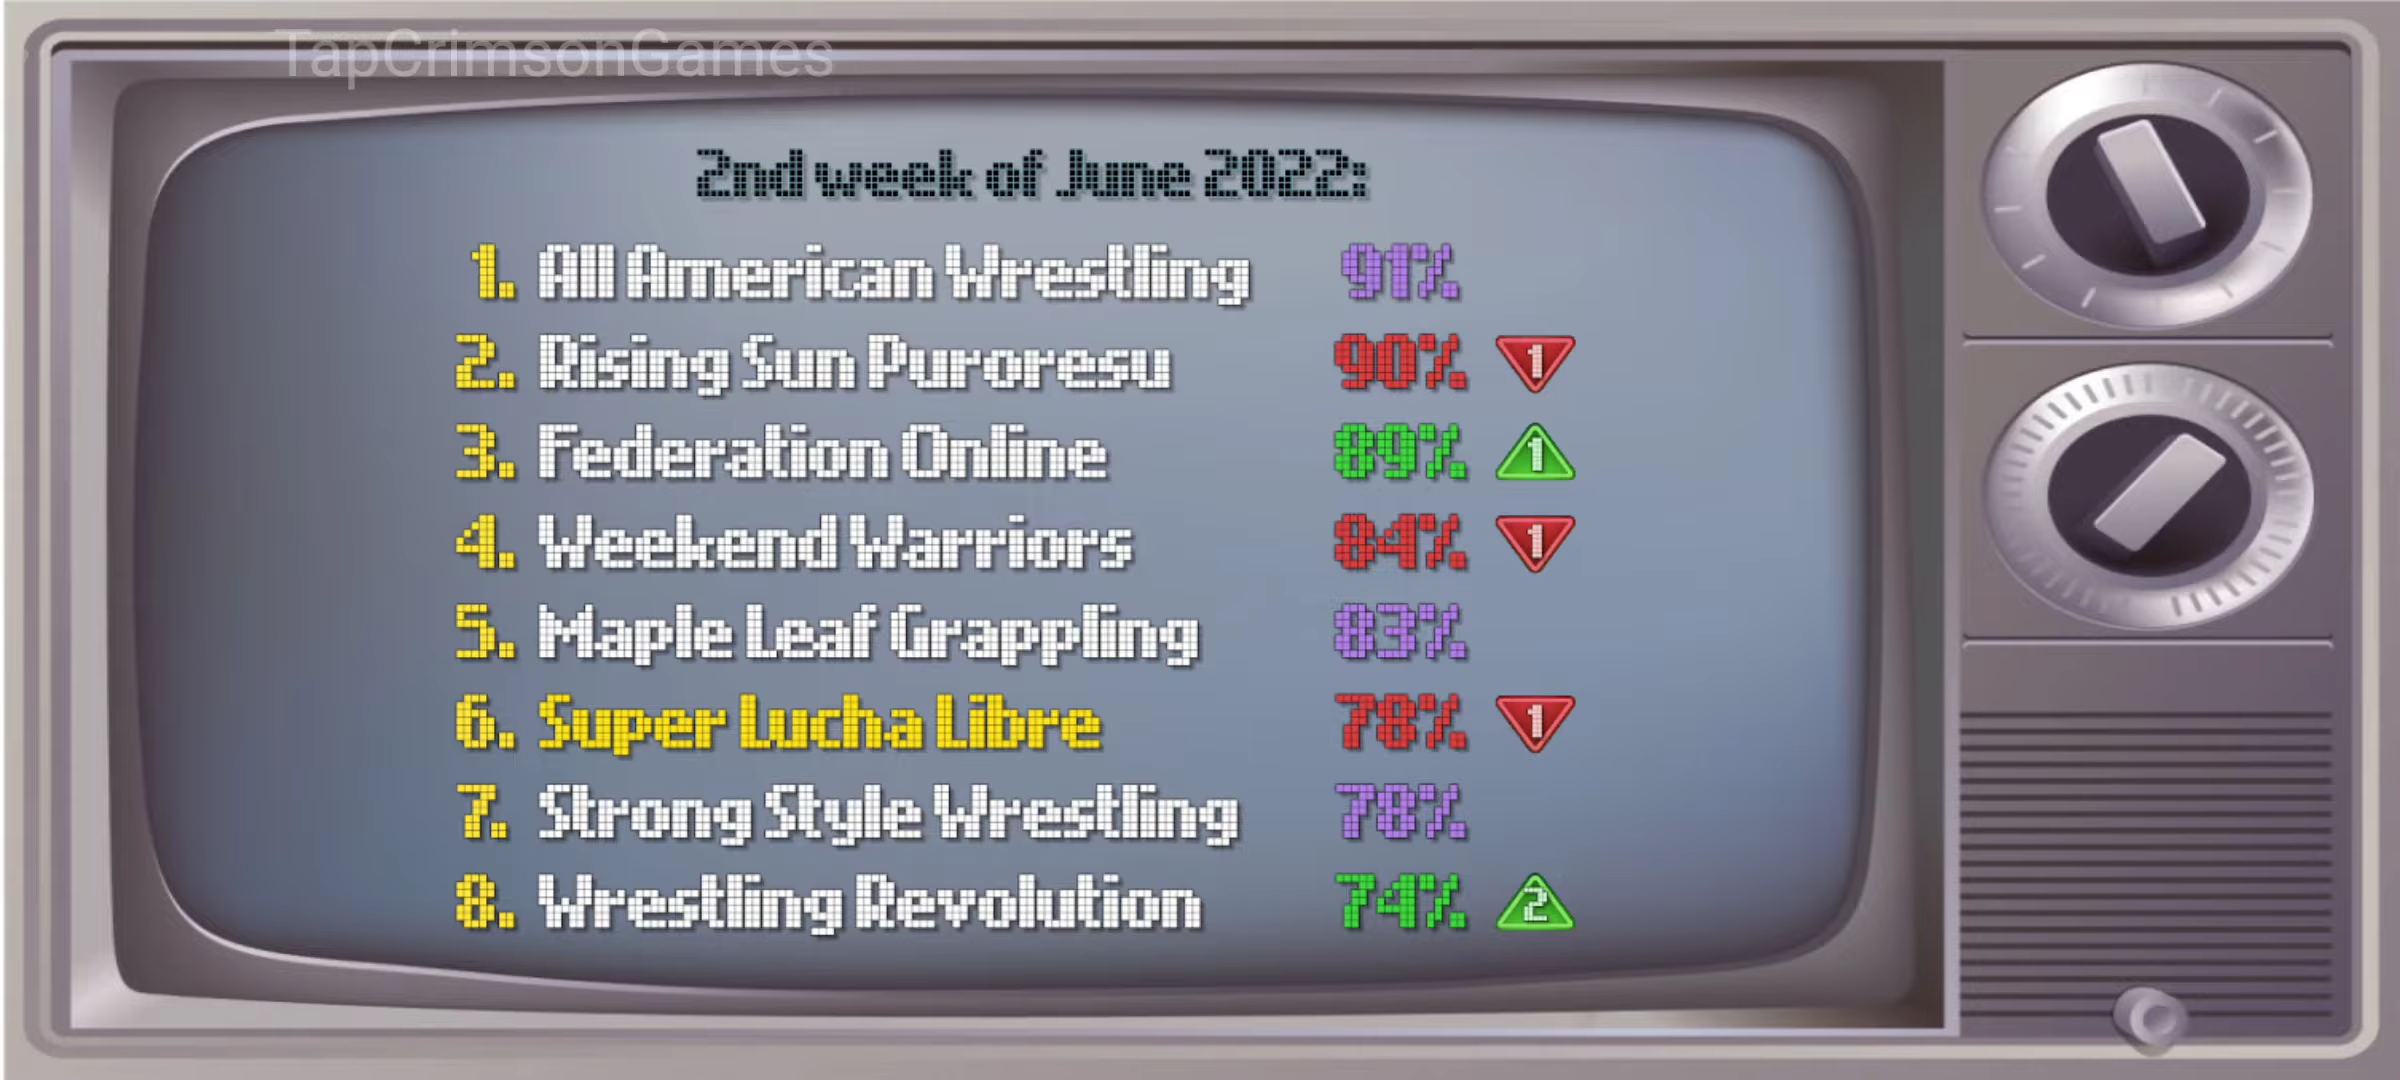 TapCrimsonGames
2nd week of June 2022:
1. All American Wrestling 91%
2. Rising Sun Puroresu 90% 1
3. Federation Online 89% 1
4. Weekend Warriors 84% 1
5. Maple Leaf Grappling 83%
6. Super Lucha Libre 78% 1
7. Strong Style Wrestling 78%
8. Wrestling Revolution 74% 2